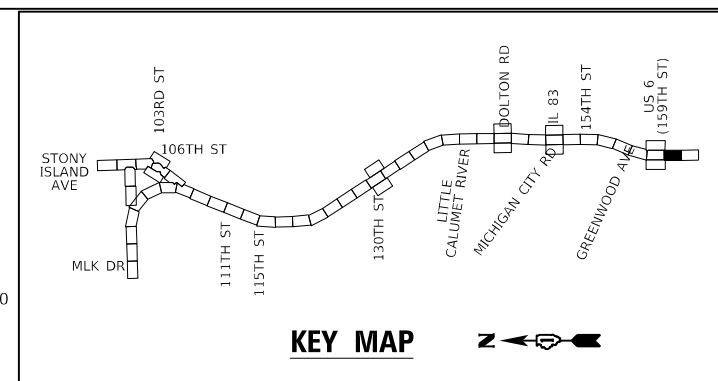 103RD ST
106TH ST
STONY
ISLAND
AVE
MLK DR
111TH ST
115TH ST
130TH ST
LITTLE
CALUMET RIVER
DOLTON RD
MICHIGAN CITY RD
IL 83
154TH ST
GREENWOOD AVE
US 6
(159TH ST)
0
KEY MAP
N